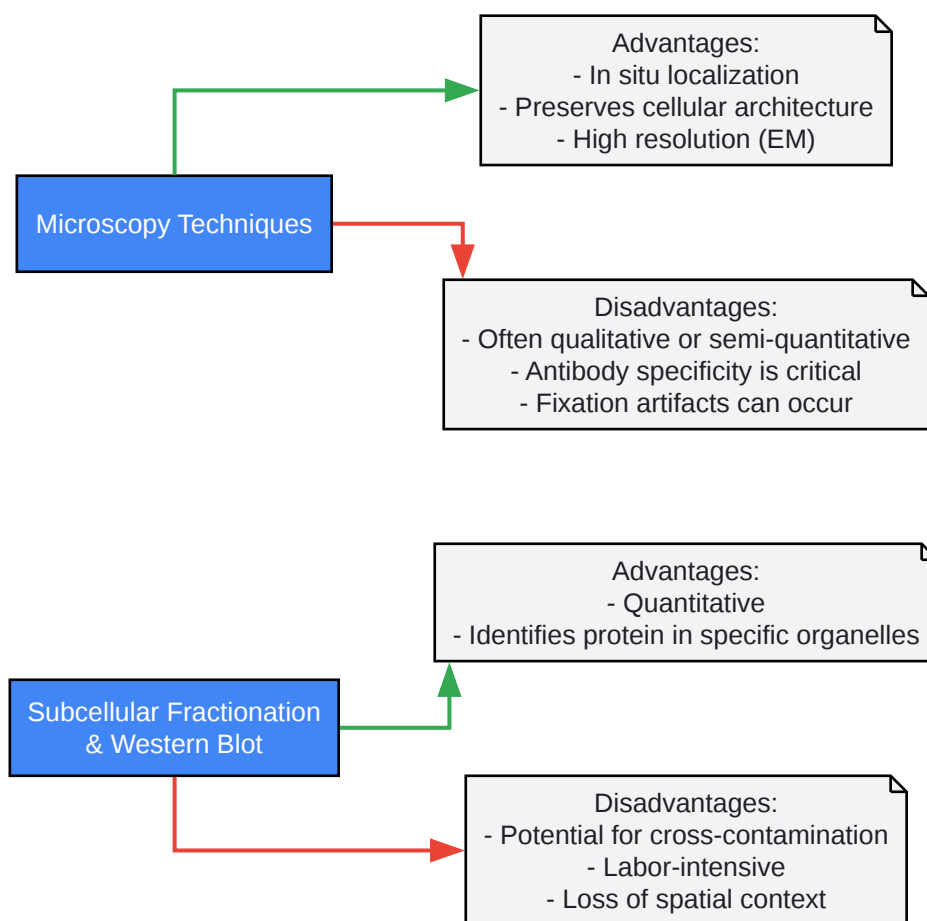 Advantages:
- In situ localization
- Preserves cellular architecture
- High resolution (EM)
Microscopy Techniques
Disadvantages:
- Often qualitative or semi-quantitative
- Antibody specificity is critical
- Fixation artifacts can occur
Advantages:
- Quantitative
- Identifies protein in specific organelles
Subcellular Fractionation
& Western Blot
Disadvantages:
- Potential for cross-contamination
- Labor-intensive
- Loss of spatial context